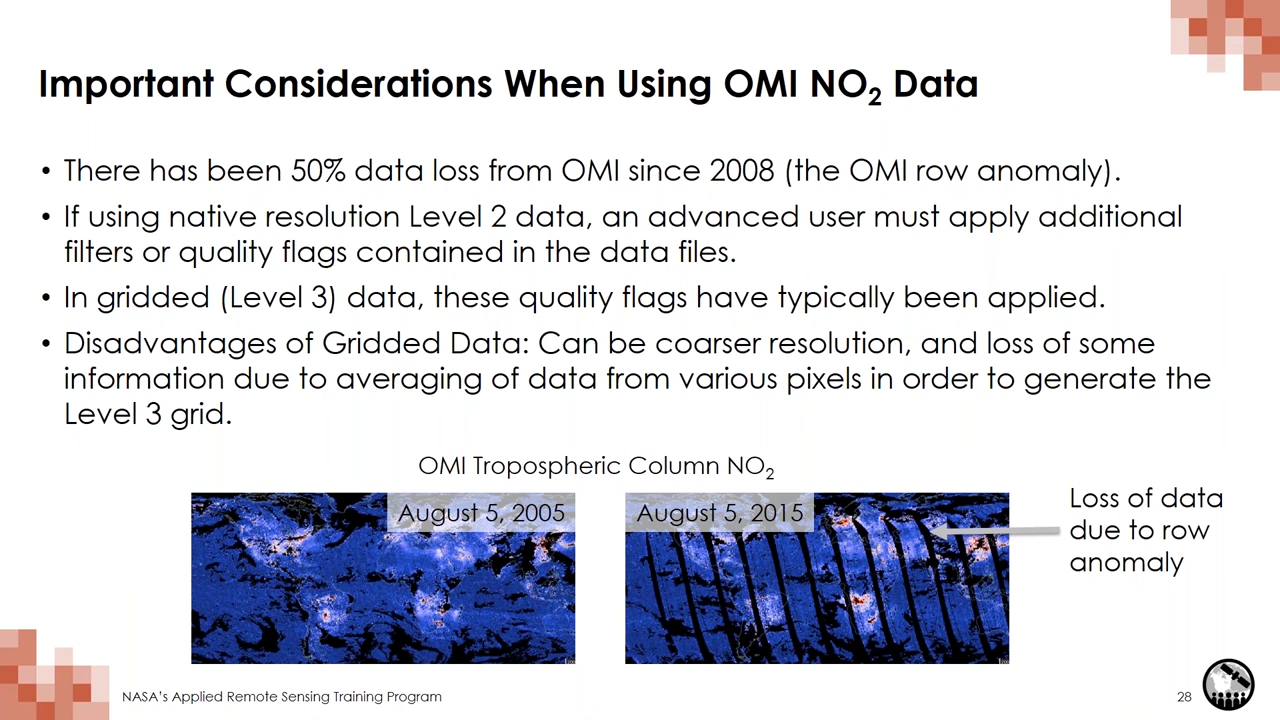 Important Considerations When Using OMI NO₂ Data
• There has been 50% data loss from OMI since 2008 (the OMI row anomaly).
• If using native resolution Level 2 data, an advanced user must apply additional
filters or quality flags contained in the data files.
• In gridded (Level 3) data, these quality flags have typically been applied.
• Disadvantages of Gridded Data: Can be coarser resolution, and loss of some
information due to averaging of data from various pixels in order to generate the
Level 3 grid.
OMI Tropospheric Column NO₂
August 5, 2005
August 5, 2015
Loss of data
due to row
anomaly
NASA's Applied Remote Sensing Training Program
28